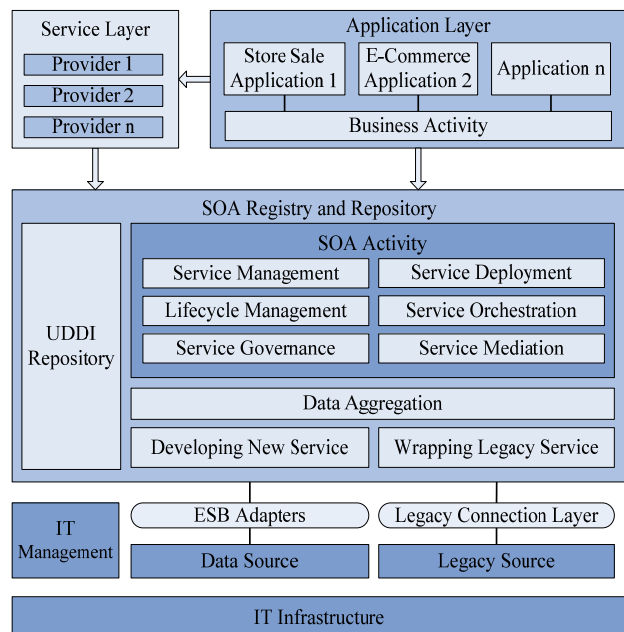 Service Layer
Provider 1
Provider 2
Provider n
Application Layer
Store Sale
Application 1
E-Commerce
Application 2
Application n
Business Activity
SOA Registry and Repository
UDDI
Repository
SOA Activity
Service Management
Service Deployment
Lifecycle Management
Service Orchestration
Service Governance
Service Mediation
Data Aggregation
Developing New Service
Wrapping Legacy Service
IT
Management
ESB Adapters
Legacy Connection Layer
Data Source
Legacy Source
IT Infrastructure